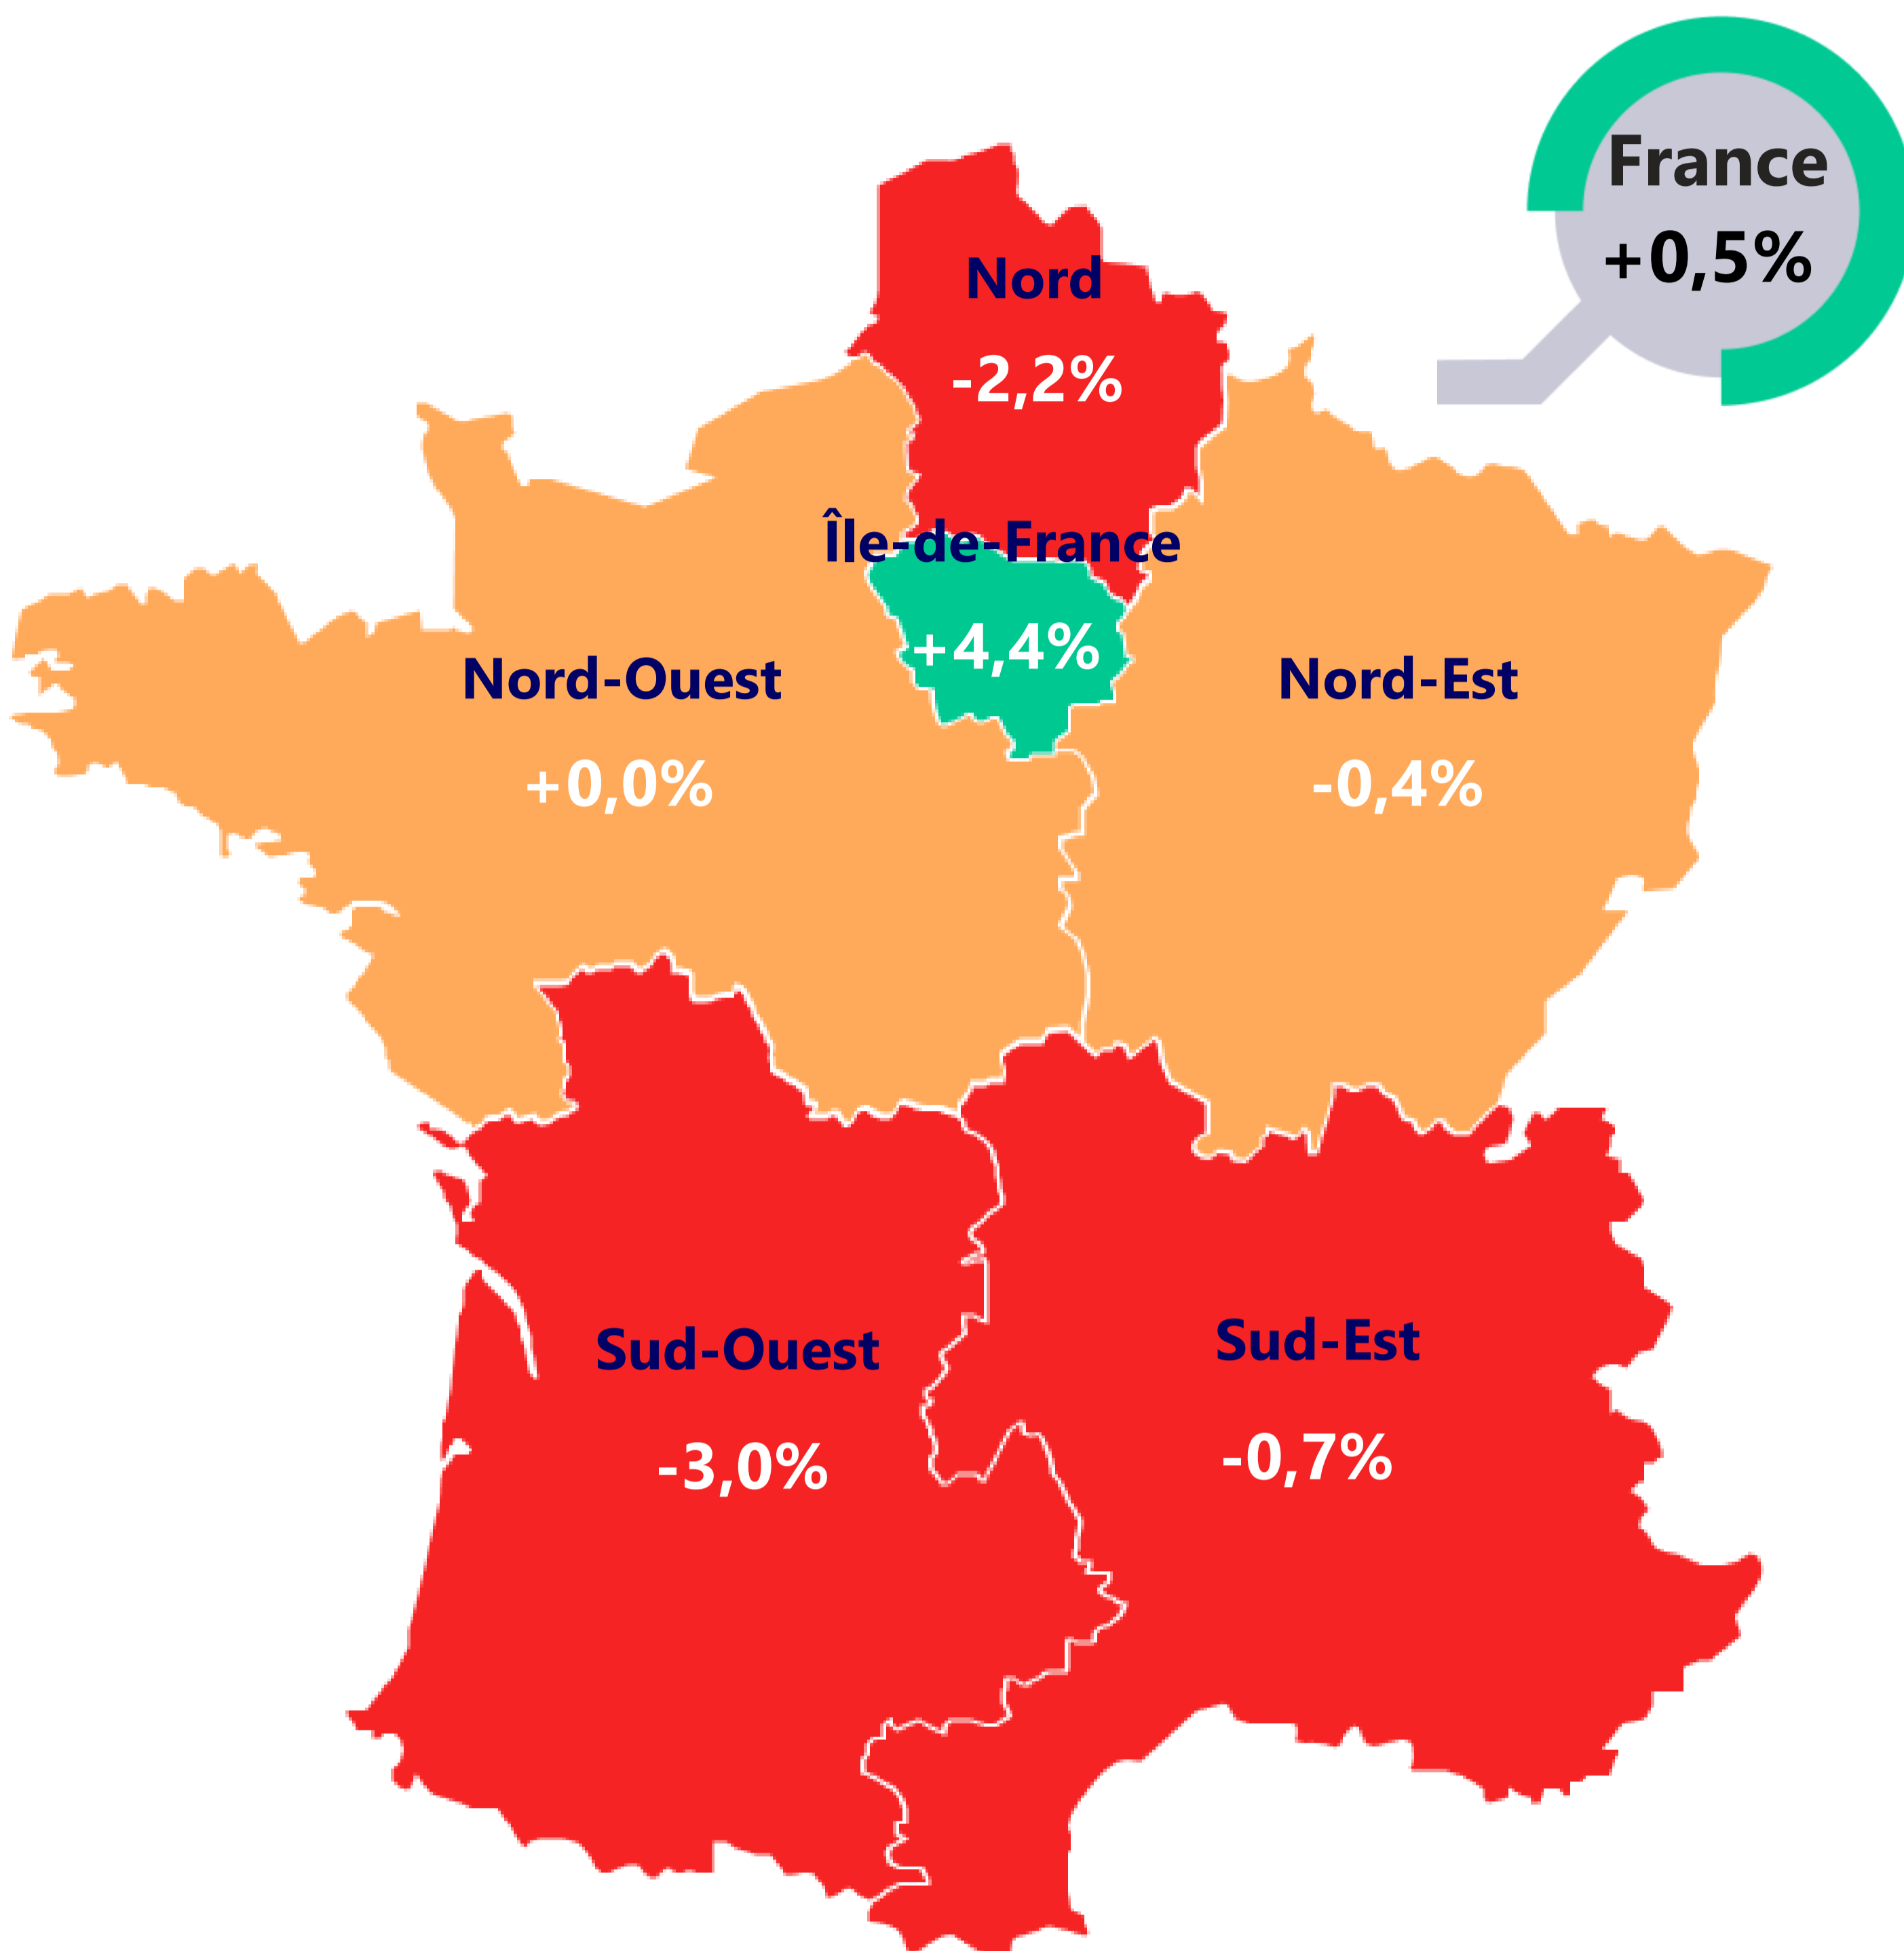 France
+0,5%
Nord
-2,2%
Île-de-France
+4,4%
Nord-Ouest
+0,0%
Nord-Est
-0,4%
Sud-Ouest
-3,0%
Sud-Est
-0,7%